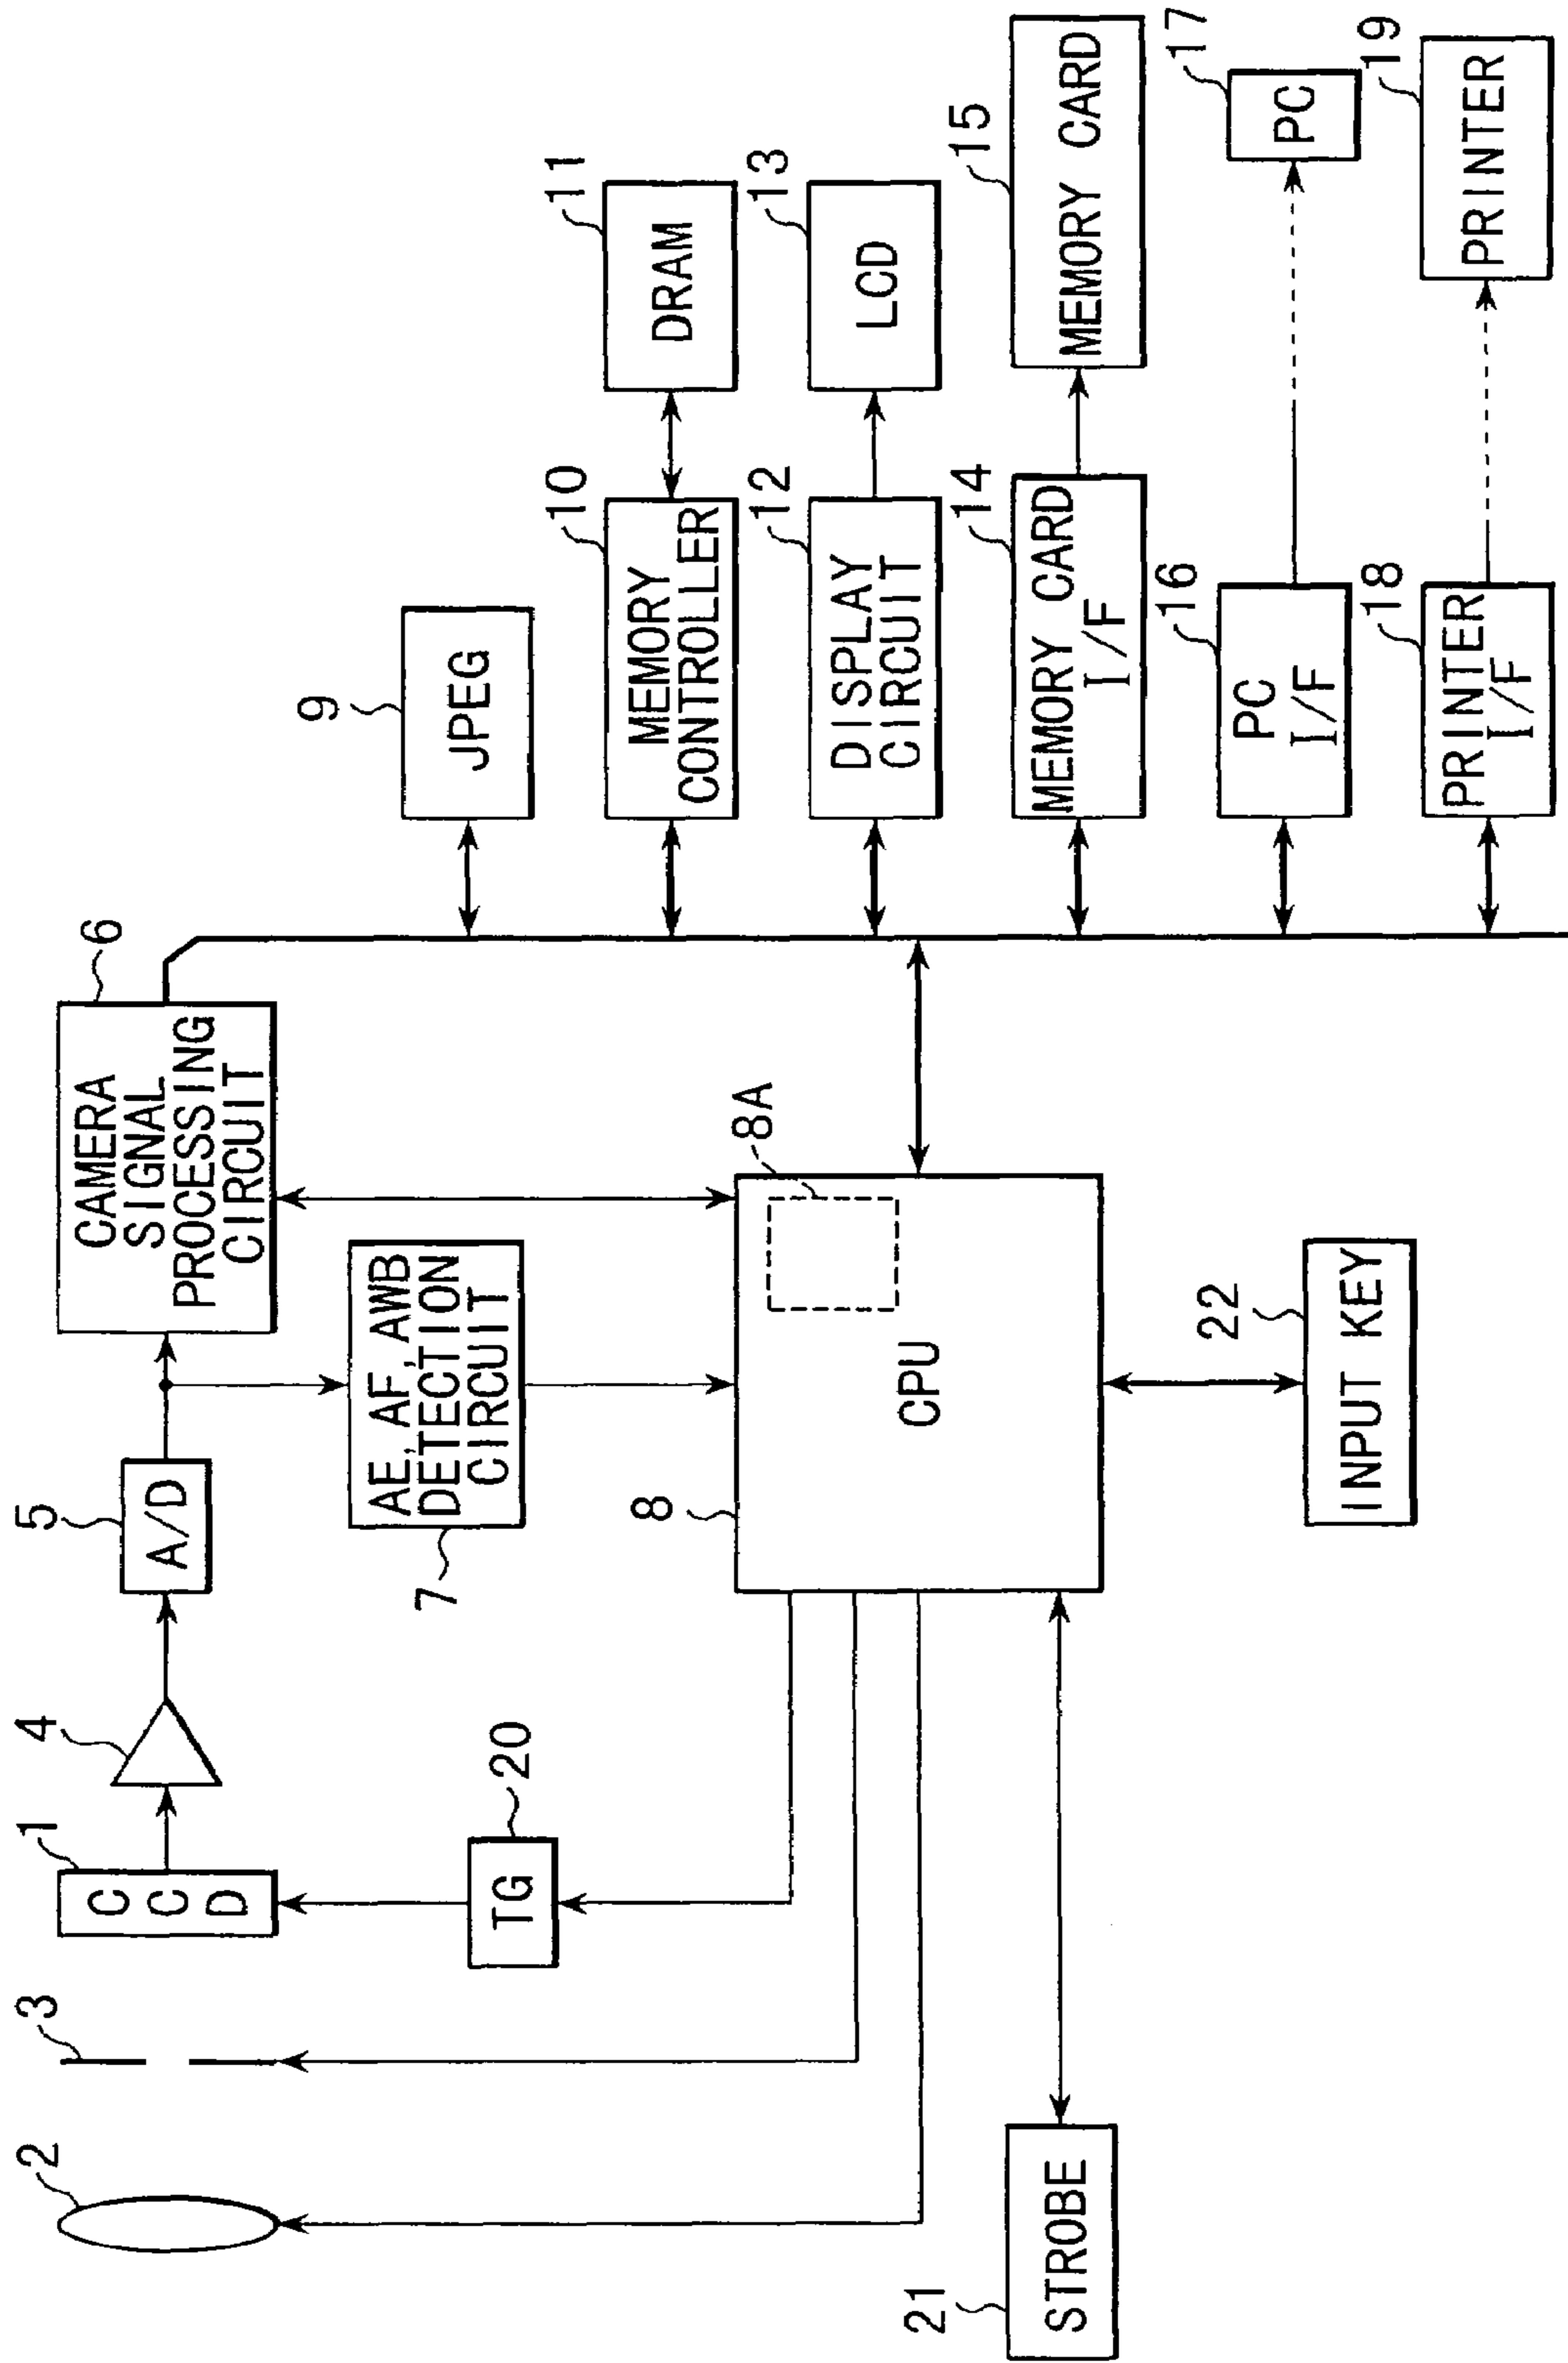 2
3
1
CCD
4
5
A/D
6
CAMERA
SIGNAL
PROCESSING
CIRCUIT
7
AE, AF, AWB
DETECTION
CIRCUIT
20
TG
8
CPU
8A
21
STROBE
22
INPUT KEY
9
JPEG
10
MEMORY
CONTROLLER
11
DRAM
12
DISPLAY
CIRCUIT
13
LCD
14
MEMORY CARD
I/F
15
MEMORY CARD
16
PC
I/F
17
PC
18
PRINTER
I/F
19
PRINTER